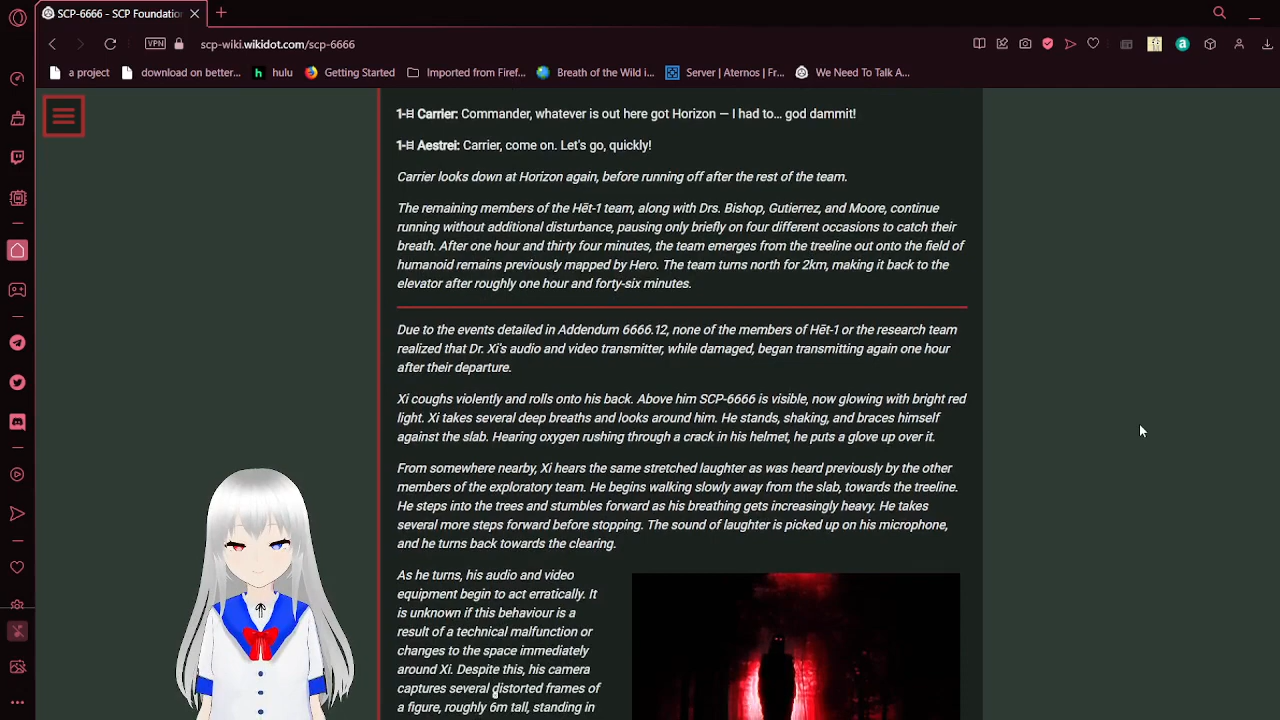 SCP-6666 - SCP Foundatio
VPN
scp-wiki.wikidot.com/scp-6666
a project
download on better...
h hulu
Getting Started
Imported from Firef...
Breath of the Wild i...
Server | Aternos | Fr...
We Need To Talk A...
1-ⵌ Carrier: Commander, whatever is out here got Horizon — I had to… god dammit!
1-ⵌ Aestrei: Carrier, come on. Let's go, quickly!
Carrier looks down at Horizon again, before running off after the rest of the team.
The remaining members of the Hēt-1 team, along with Drs. Bishop, Gutierrez, and Moore, continue
running without additional disturbance, pausing only briefly on four different occasions to catch their
breath. After one hour and thirty four minutes, the team emerges from the treeline out onto the field of
humanoid remains previously mapped by Hero. The team turns north for 2km, making it back to the
elevator after roughly one hour and forty-six minutes.
Due to the events detailed in Addendum 6666.12, none of the members of Hēt-1 or the research team
realized that Dr. Xi's audio and video transmitter, while damaged, began transmitting again one hour
after their departure.
Xi coughs violently and rolls onto his back. Above him SCP-6666 is visible, now glowing with bright red
light. Xi takes several deep breaths and looks around him. He stands, shaking, and braces himself
against the slab. Hearing oxygen rushing through a crack in his helmet, he puts a glove up over it.
From somewhere nearby, Xi hears the same stretched laughter as was heard previously by the other
members of the exploratory team. He begins walking slowly away from the slab, towards the treeline.
He steps into the trees and stumbles forward as his breathing gets increasingly heavy. He takes
several more steps forward before stopping. The sound of laughter is picked up on his microphone,
and he turns back towards the clearing.
As he turns, his audio and video
equipment begin to act erratically. It
is unknown if this behaviour is a
result of a technical malfunction or
changes to the space immediately
around Xi. Despite this, his camera
captures several distorted frames of
a figure, roughly 6m tall, standing in